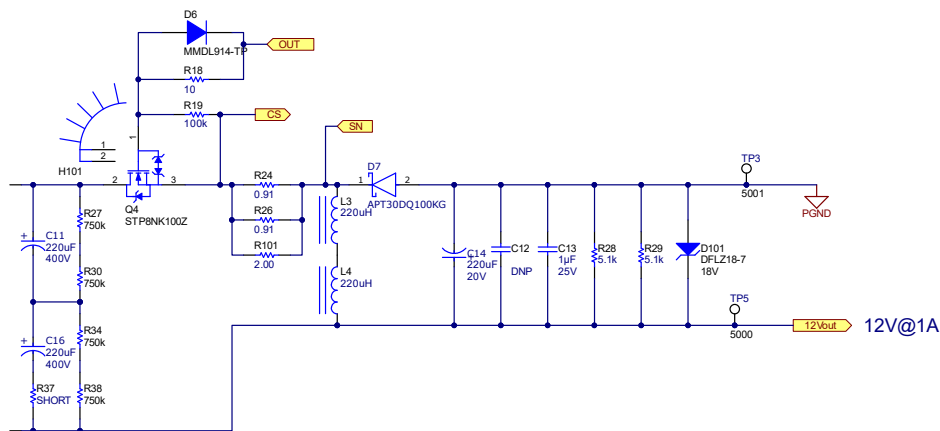 D6
MMDL914-TP
OUT
R18
10
R19
100k
CS
SN
1
1
2
H101
2
3
Q4
STP8NK100Z
R24
0.91
R26
0.91
R101
2.00
D7
1
2
APT30DQ100KG
L3
220uH
L4
220uH
TP3
5001
PGND
R27
750k
+
C11
220uF
400V
R30
750k
R34
750k
+
C16
220uF
400V
R37
SHORT
R38
750k
+
C14
220uF
20V
C12
DNP
C13
1µF
25V
R28
5.1k
R29
5.1k
D101
DFLZ18-7
18V
TP5
5000
12Vout
12V@1A